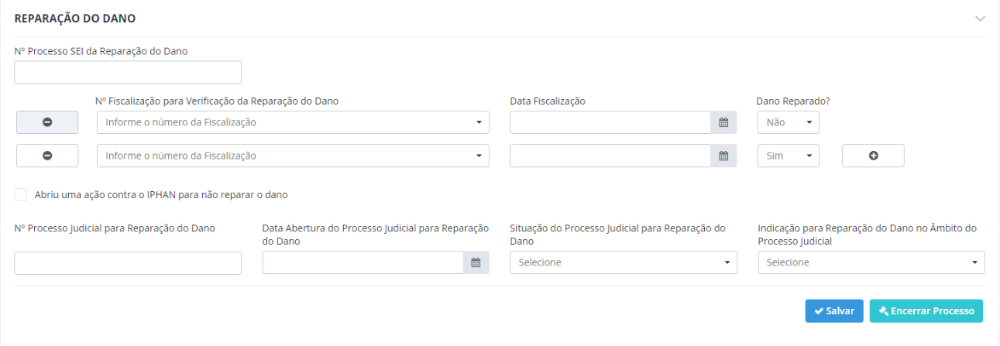 REPARAÇÃO DO DANO
Nº Processo SEI da Reparação do Dano
Nº Fiscalização para Verificação da Reparação do Dano Data Fiscalização Dano Reparado?
Informe o número da Fiscalização Não
Informe o número da Fiscalização Sim
Abriu uma ação contra o IPHAN para não reparar o dano
Nº Processo Judicial para Reparação do Dano
Data Abertura do Processo Judicial para Reparação
do Dano
Situação do Processo Judicial para Reparação do
Dano
Selecione
Indicação para Reparação do Dano no Âmbito do
Processo Judicial
Selecione
Salvar Encerrar Processo